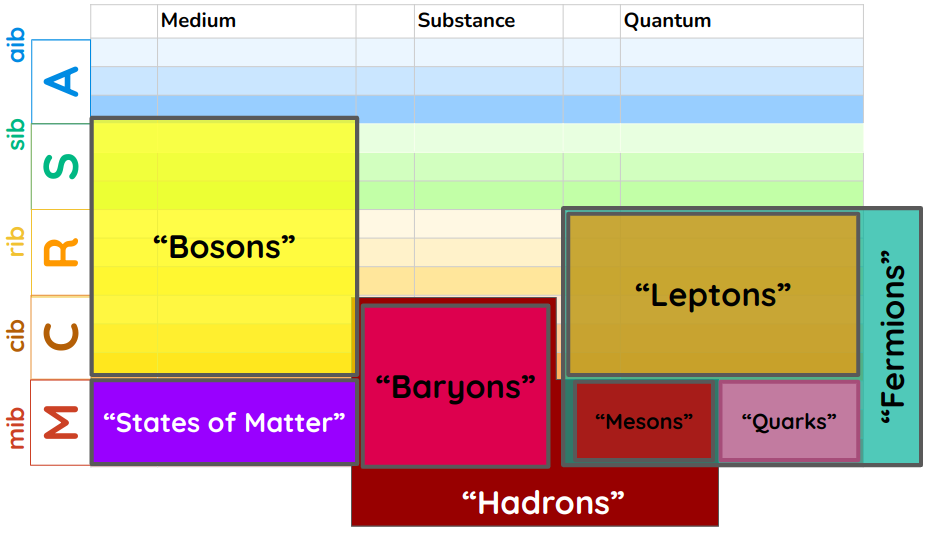 Medium
Substance
Quantum
aib
A
sib
S
rib
R
cib
C
mib
M
“Bosons”
“Leptons”
“Fermions”
“Baryons”
“States of Matter”
“Mesons”
“Quarks”
“Hadrons”